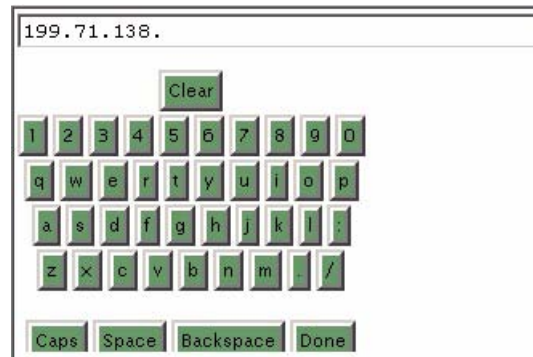 199.71.138.
Clear
1 2 3 4 5 6 7 8 9 0
q w e r t y u i o p
a s d f g h j k l :
z x c v b n m . /
Caps Space Backspace Done